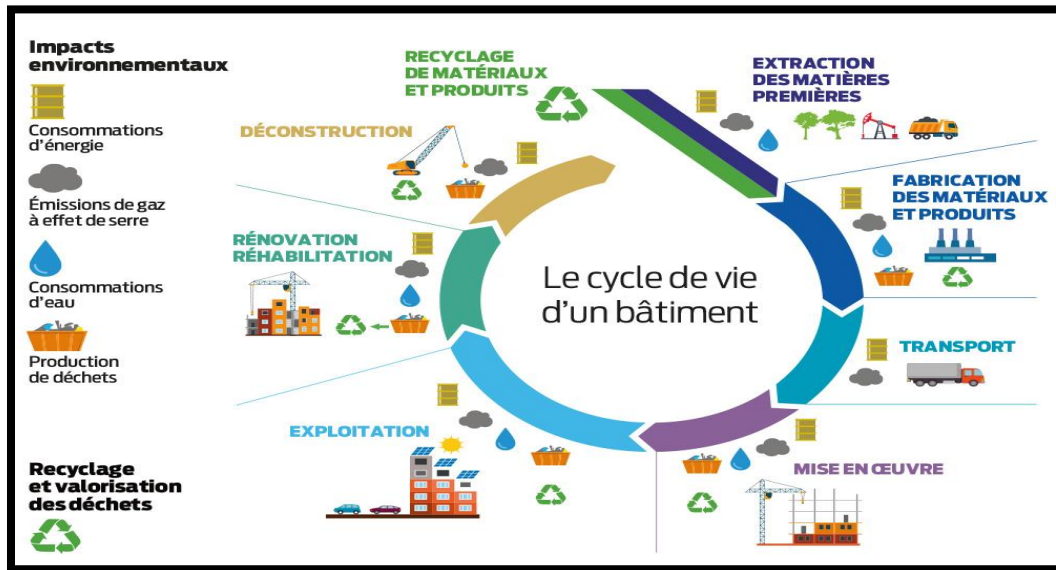 Impacts
environnementaux
Consommations
d'énergie
Émissions de gaz
à effet de serre
Consommations
d'eau
Production
de déchets
Recyclage
et valorisation
des déchets
RECYCLAGE
DE MATÉRIAUX
ET PRODUITS
EXTRACTION
DES MATIÈRES
PREMIÈRES
DÉCONSTRUCTION
FABRICATION
DES MATÉRIAUX
ET PRODUITS
RÉNOVATION
RÉHABILITATION
Le cycle de vie
d'un bâtiment
TRANSPORT
EXPLOITATION
MISE EN ŒUVRE